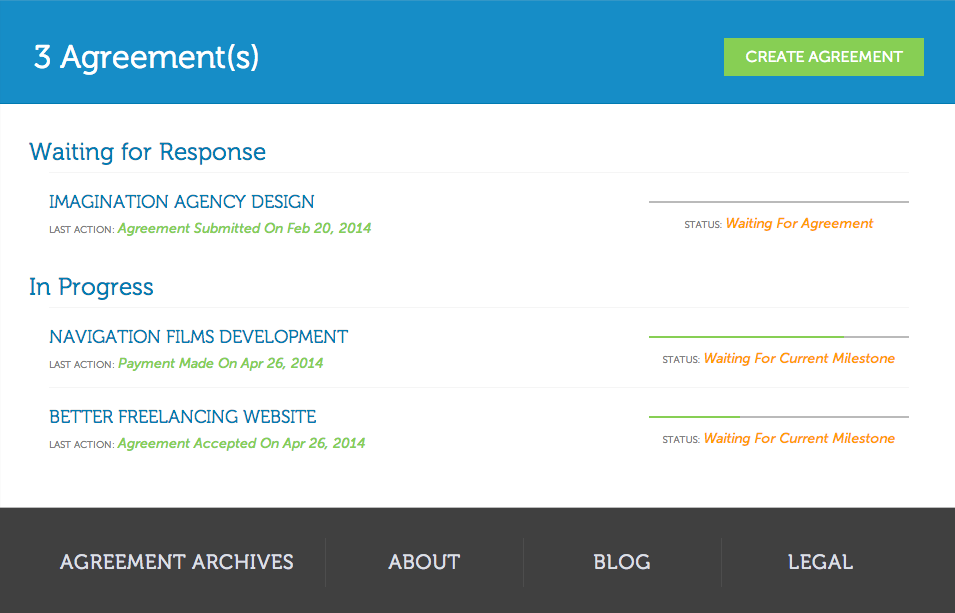 3 Agreement(s)
CREATE AGREEMENT
Waiting for Response
IMAGINATION AGENCY DESIGN
LAST ACTION: Agreement Submitted On Feb 20, 2014
STATUS: Waiting For Agreement
In Progress
NAVIGATION FILMS DEVELOPMENT
LAST ACTION: Payment Made On Apr 26, 2014
STATUS: Waiting For Current Milestone
BETTER FREELANCING WEBSITE
LAST ACTION: Agreement Accepted On Apr 26, 2014
STATUS: Waiting For Current Milestone
AGREEMENT ARCHIVES
ABOUT
BLOG
LEGAL